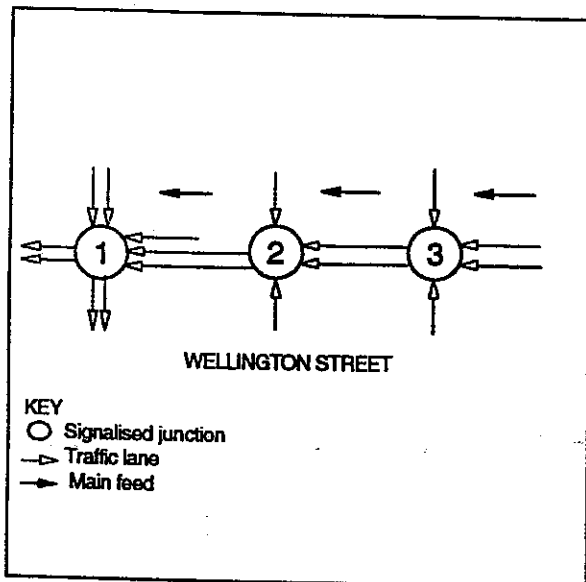 1 2 3
WELLINGTON STREET
KEY
Signalised junction
Traffic lane
Main feed